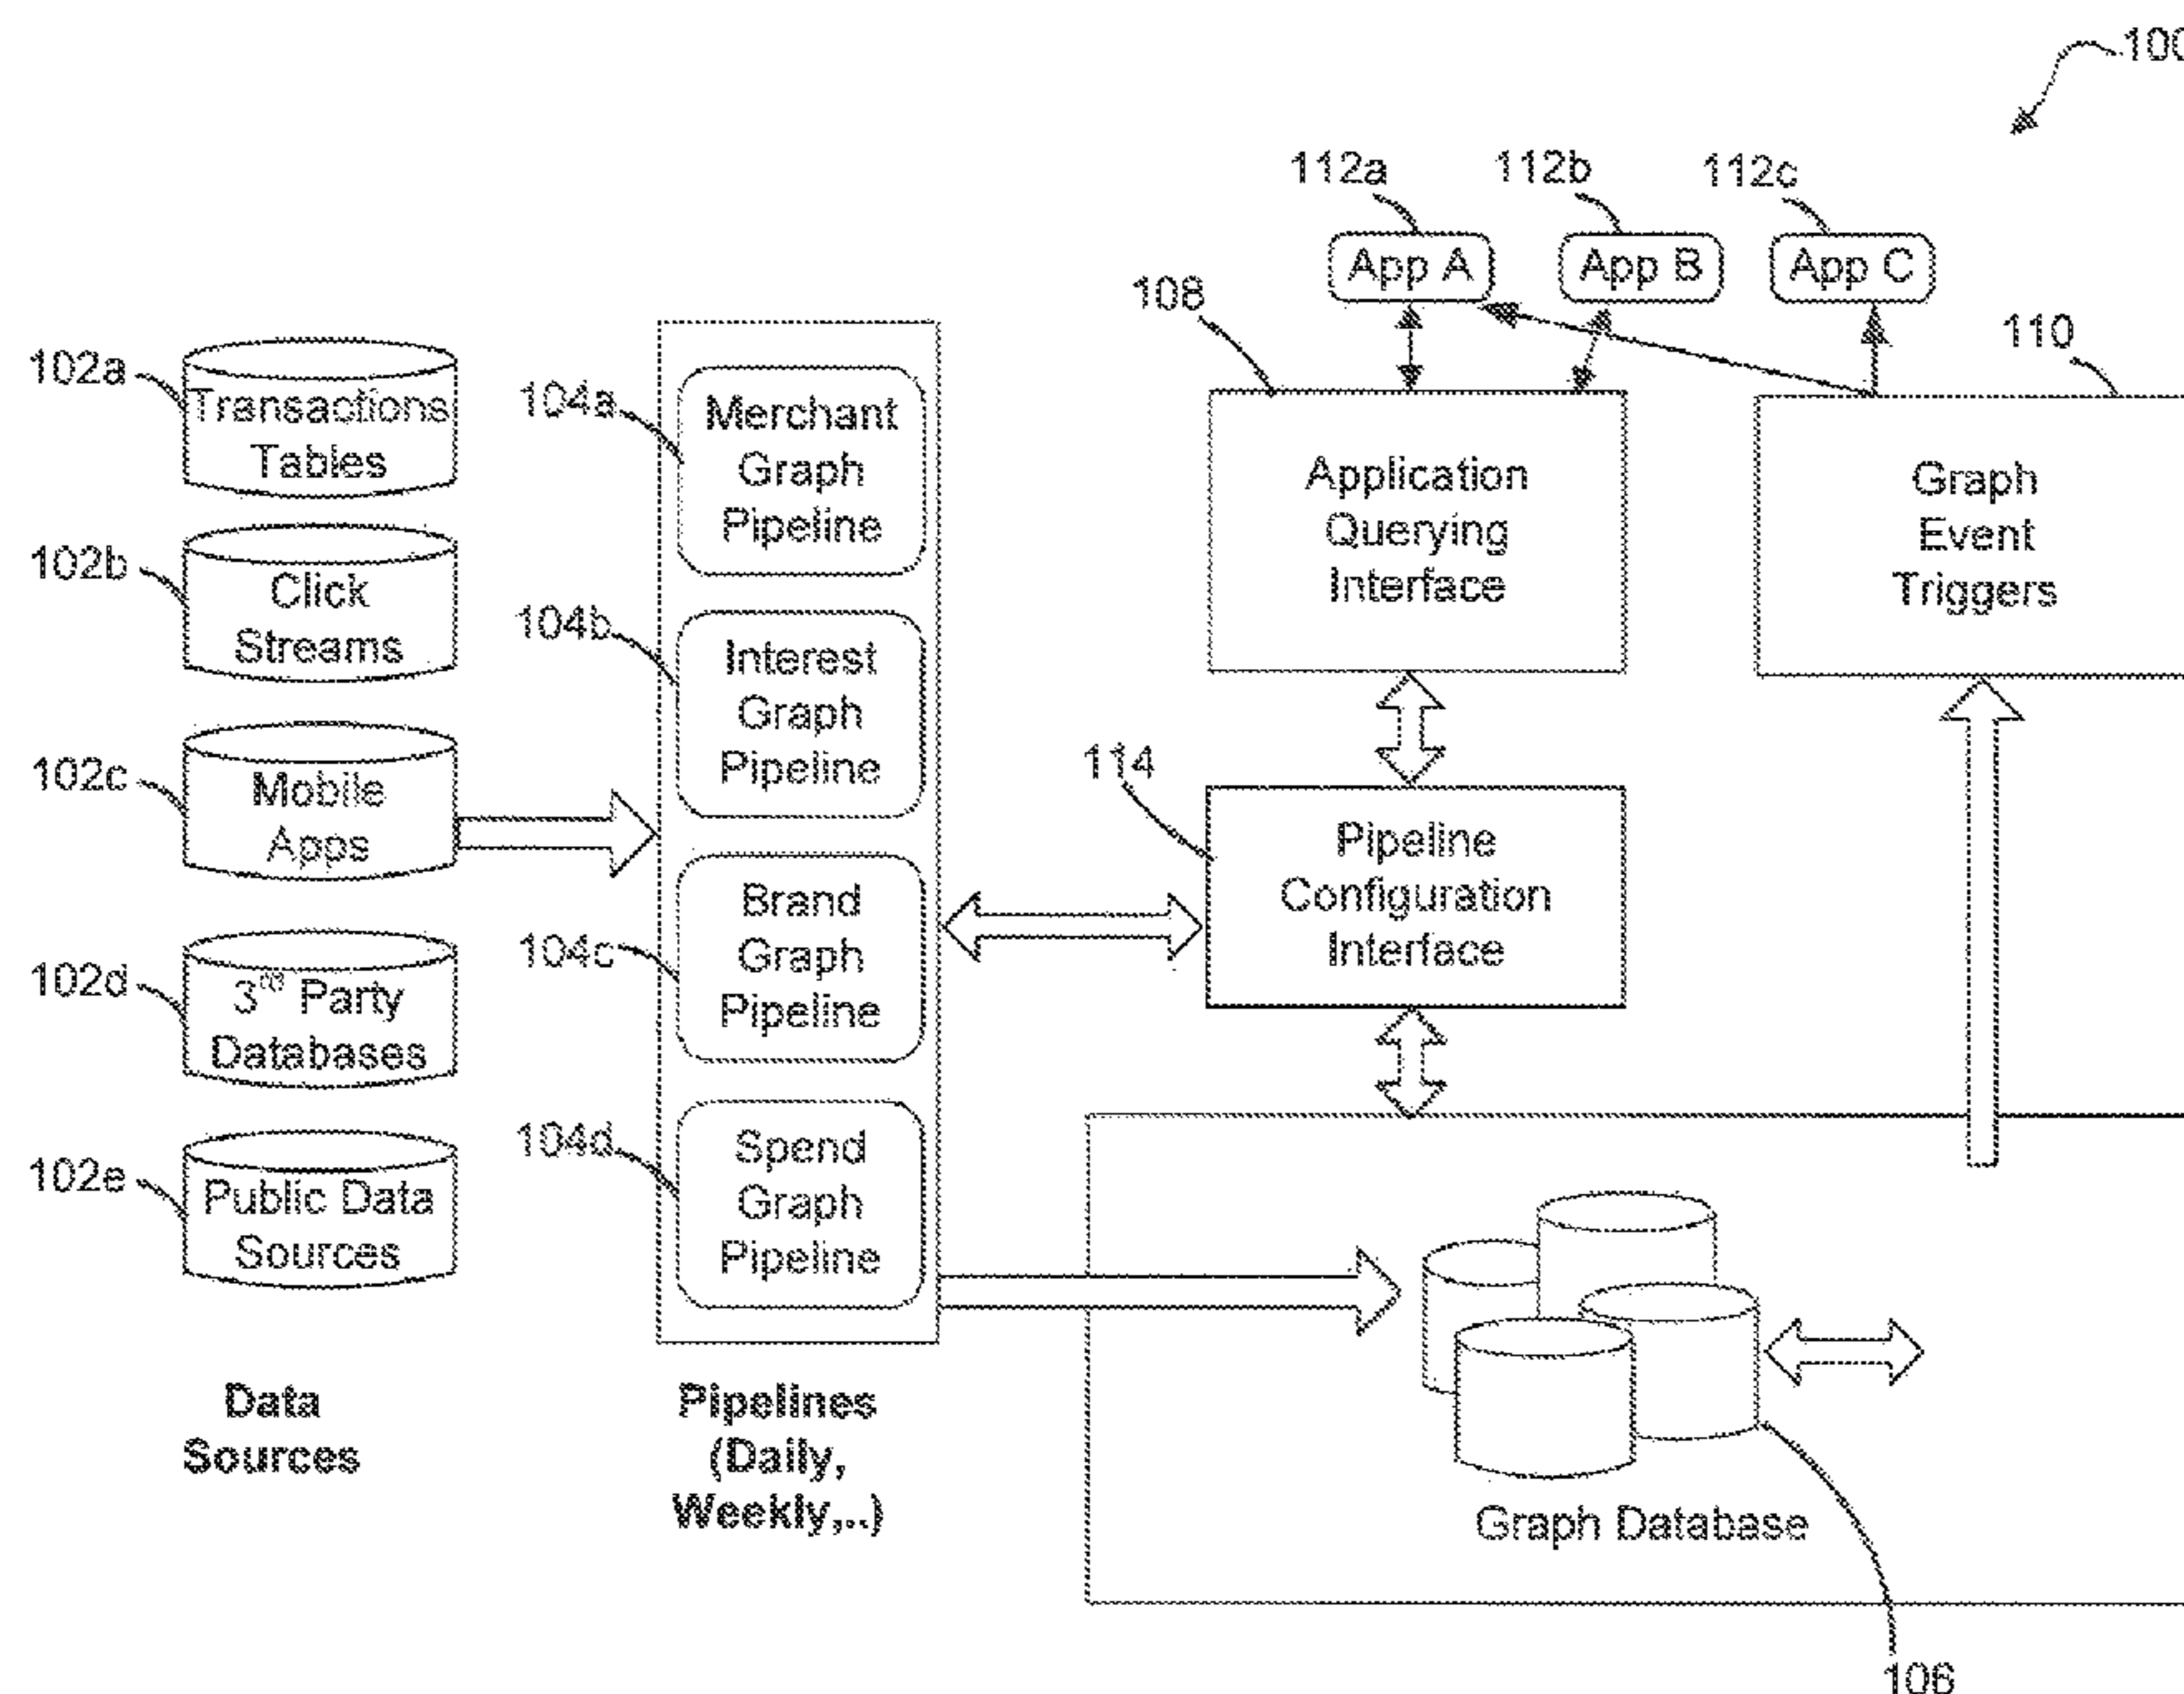 100
112a
112b
112c
App A
App B
App C
108
110
102a
Transactions
Tables
102b
Click
Streams
102c
Mobile
Apps
102d
3rd Party
Databases
102e
Public Data
Sources
Data
Sources
104a
Merchant
Graph
Pipeline
104b
Interest
Graph
Pipeline
104c
Brand
Graph
Pipeline
104d
Spend
Graph
Pipeline
Pipelines
(Daily,
Weekly,..)
Application
Querying
Interface
Graph
Event
Triggers
114
Pipeline
Configuration
Interface
Graph Database
106